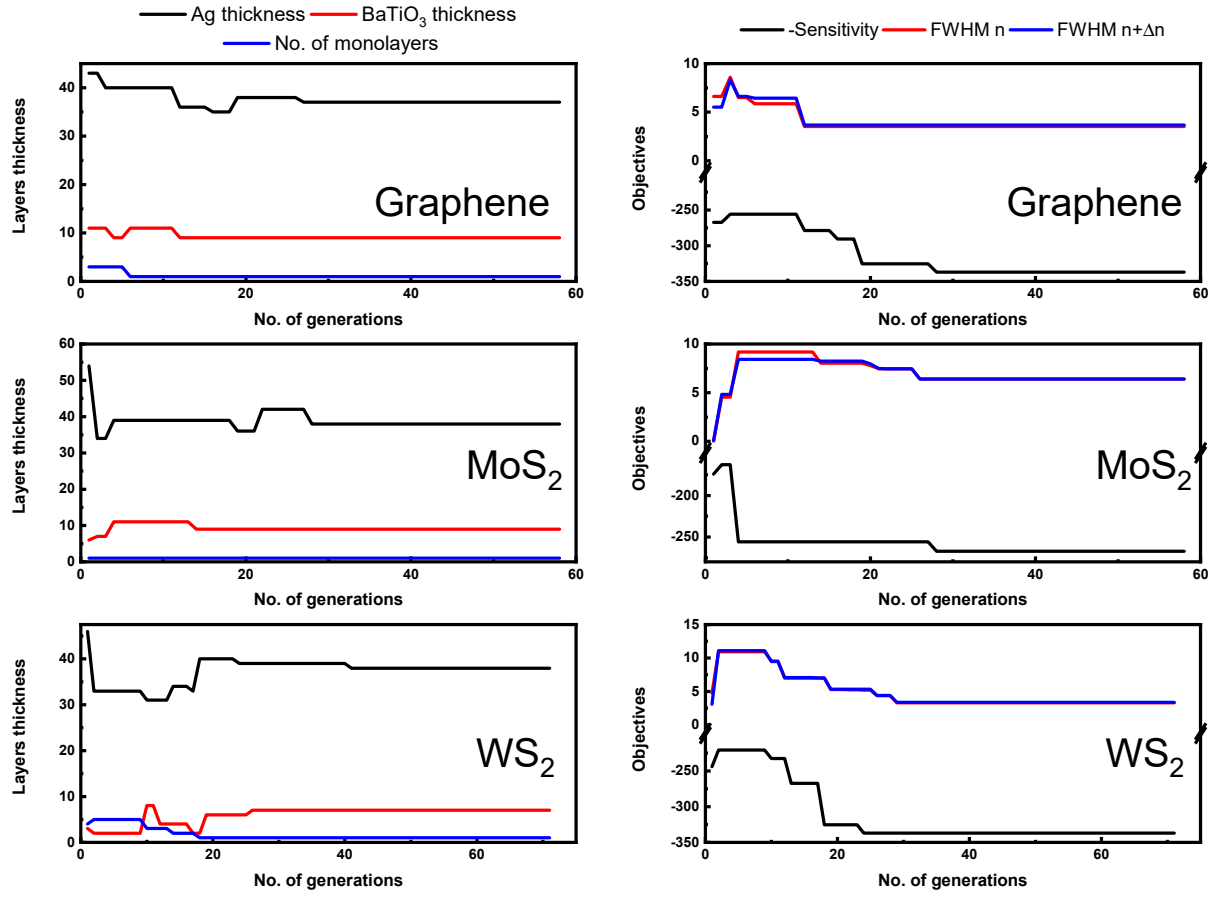 Ag thickness BaTiO3 thickness
No. of monolayers
-Sensitivity FWHM n FWHM n+Δn
Layers thickness
40
30
20
10
0
0 20 40 60
No. of generations
Graphene
Objectives
10
5
0
-250
-300
-350
0 20 40 60
No. of generations
Graphene
Layers thickness
60
50
40
30
20
10
0
0 20 40 60
No. of generations
MoS2
Objectives
10
5
0
-200
-250
0 20 40 60
No. of generations
MoS2
Layers thickness
40
30
20
10
0
0 20 40 60
No. of generations
WS2
Objectives
15
10
5
0
-250
-300
-350
0 20 40 60
No. of generations
WS2